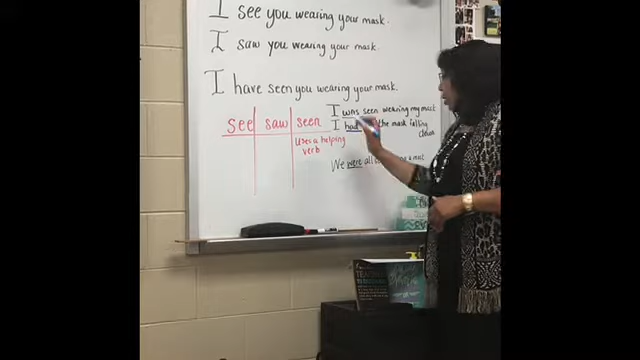 I see you wearing your mask.
I saw you wearing your mask.
I have seen you wearing your mask.
see saw seen
Uses a helping
verb
I was seen wearing my mask
I had the mask falling
down
We were all a mask